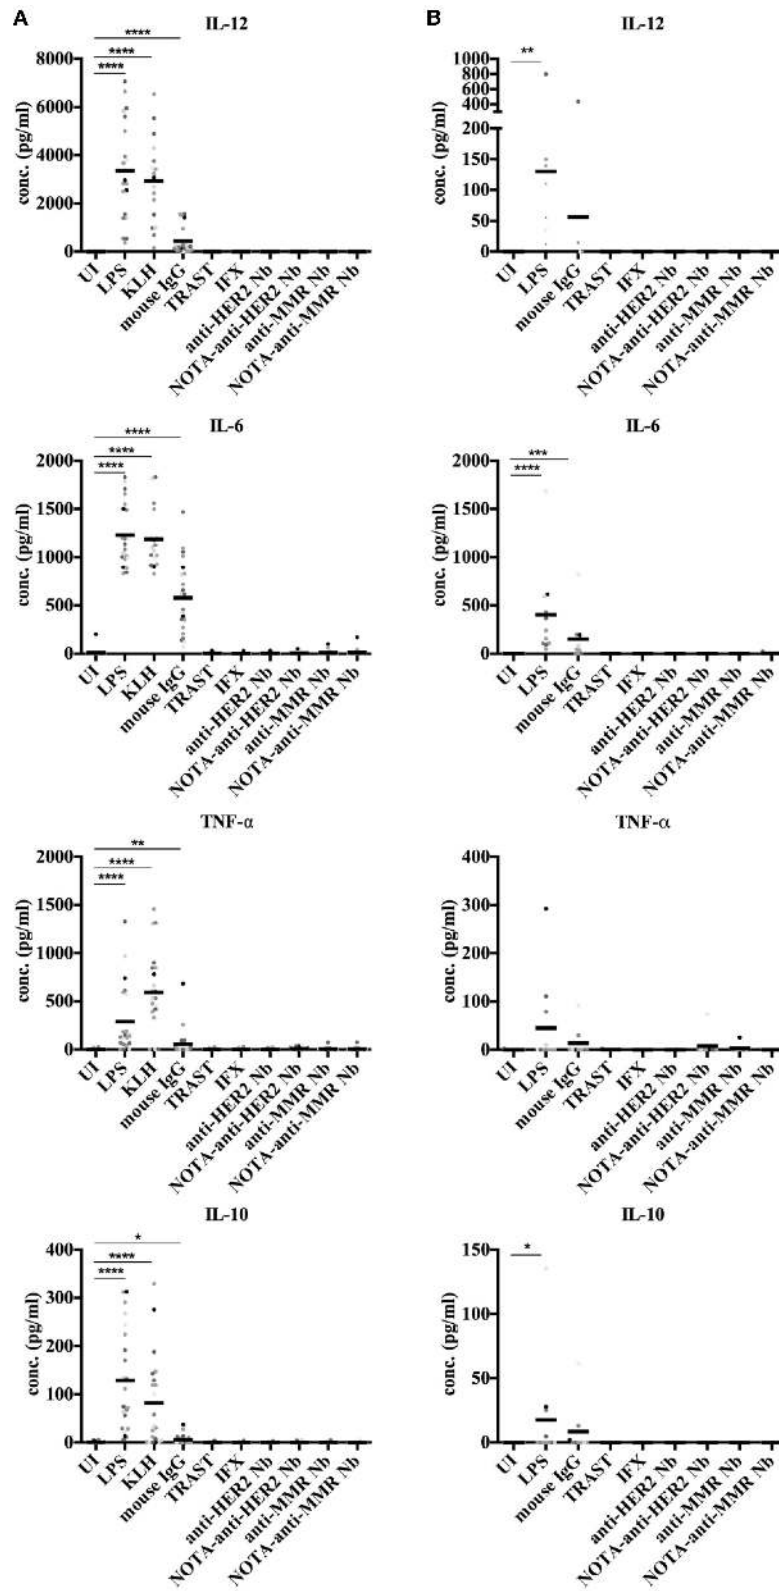 A
IL-12
****
****
****
8000
6000
4000
2000
0
conc. (pg/ml)
UI
LPS
KLH
mouse IgG
TRAST
IFX
anti-HER2 Nb
NOTA-anti-HER2 Nb
anti-MMR Nb
NOTA-anti-MMR Nb
B
IL-12
**
1000
800
600
400
200
150
100
50
0
conc. (pg/ml)
UI
LPS
mouse IgG
TRAST
IFX
anti-HER2 Nb
NOTA-anti-HER2 Nb
anti-MMR Nb
NOTA-anti-MMR Nb
IL-6
****
****
****
2000
1500
1000
500
0
conc. (pg/ml)
UI
LPS
KLH
mouse IgG
TRAST
IFX
anti-HER2 Nb
NOTA-anti-HER2 Nb
anti-MMR Nb
NOTA-anti-MMR Nb
IL-6
***
****
2000
1500
1000
500
0
conc. (pg/ml)
UI
LPS
mouse IgG
TRAST
IFX
anti-HER2 Nb
NOTA-anti-HER2 Nb
anti-MMR Nb
NOTA-anti-MMR Nb
TNF-α
**
****
****
2000
1500
1000
500
0
conc. (pg/ml)
UI
LPS
KLH
mouse IgG
TRAST
IFX
anti-HER2 Nb
NOTA-anti-HER2 Nb
anti-MMR Nb
NOTA-anti-MMR Nb
TNF-α
400
300
200
100
0
conc. (pg/ml)
UI
LPS
mouse IgG
TRAST
IFX
anti-HER2 Nb
NOTA-anti-HER2 Nb
anti-MMR Nb
NOTA-anti-MMR Nb
IL-10
*
****
****
400
300
200
100
0
conc. (pg/ml)
UI
LPS
KLH
mouse IgG
TRAST
IFX
anti-HER2 Nb
NOTA-anti-HER2 Nb
anti-MMR Nb
NOTA-anti-MMR Nb
IL-10
*
150
100
50
0
conc. (pg/ml)
UI
LPS
mouse IgG
TRAST
IFX
anti-HER2 Nb
NOTA-anti-HER2 Nb
anti-MMR Nb
NOTA-anti-MMR Nb